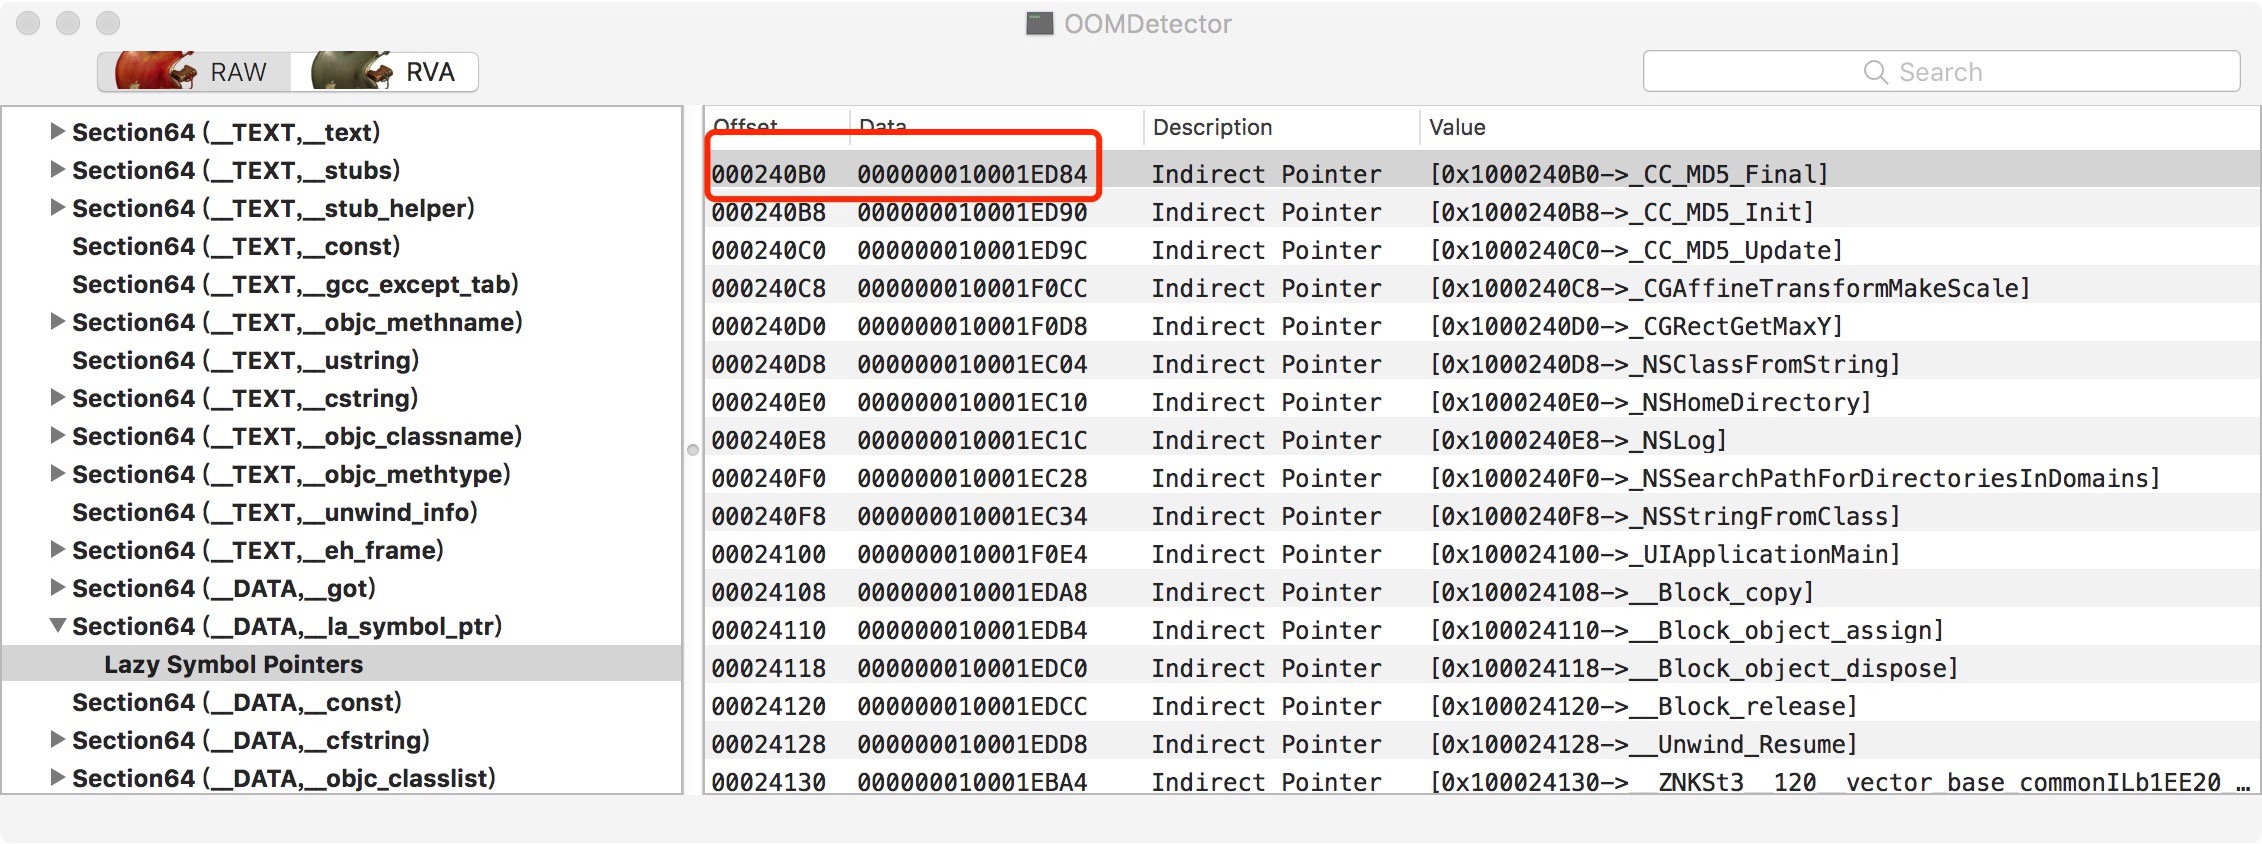 OOMDetector
RAW RVA Search
Section64 (__TEXT,__text)
Section64 (__TEXT,__stubs)
Section64 (__TEXT,__stub_helper)
Section64 (__TEXT,__const)
Section64 (__TEXT,__gcc_except_tab)
Section64 (__TEXT,__objc_methname)
Section64 (__TEXT,__ustring)
Section64 (__TEXT,__cstring)
Section64 (__TEXT,__objc_classname)
Section64 (__TEXT,__objc_methtype)
Section64 (__TEXT,__unwind_info)
Section64 (__TEXT,__eh_frame)
Section64 (__DATA,__got)
Section64 (__DATA,__la_symbol_ptr)
Lazy Symbol Pointers
Section64 (__DATA,__const)
Section64 (__DATA,__cfstring)
Section64 (__DATA,__objc_classlist)
Offset Data Description Value
000240B0 000000010001ED84 Indirect Pointer [0x1000240B0->_CC_MD5_Final]
000240B8 000000010001ED90 Indirect Pointer [0x1000240B8->_CC_MD5_Init]
000240C0 000000010001ED9C Indirect Pointer [0x1000240C0->_CC_MD5_Update]
000240C8 000000010001F0CC Indirect Pointer [0x1000240C8->_CGAffineTransformMakeScale]
000240D0 000000010001F0D8 Indirect Pointer [0x1000240D0->_CGRectGetMaxY]
000240D8 000000010001EC04 Indirect Pointer [0x1000240D8->_NSClassFromString]
000240E0 000000010001EC10 Indirect Pointer [0x1000240E0->_NSHomeDirectory]
000240E8 000000010001EC1C Indirect Pointer [0x1000240E8->_NSLog]
000240F0 000000010001EC28 Indirect Pointer [0x1000240F0->_NSSearchPathForDirectoriesInDomains]
000240F8 000000010001EC34 Indirect Pointer [0x1000240F8->_NSStringFromClass]
00024100 000000010001F0E4 Indirect Pointer [0x100024100->_UIApplicationMain]
00024108 000000010001EDA8 Indirect Pointer [0x100024108->__Block_copy]
00024110 000000010001EDB4 Indirect Pointer [0x100024110->__Block_object_assign]
00024118 000000010001EDC0 Indirect Pointer [0x100024118->__Block_object_dispose]
00024120 000000010001EDCC Indirect Pointer [0x100024120->__Block_release]
00024128 000000010001EDD8 Indirect Pointer [0x100024128->__Unwind_Resume]
00024130 000000010001EBA4 Indirect Pointer [0x100024130->__ZNKSt3__120__vector_base_commonILb1EE20_…